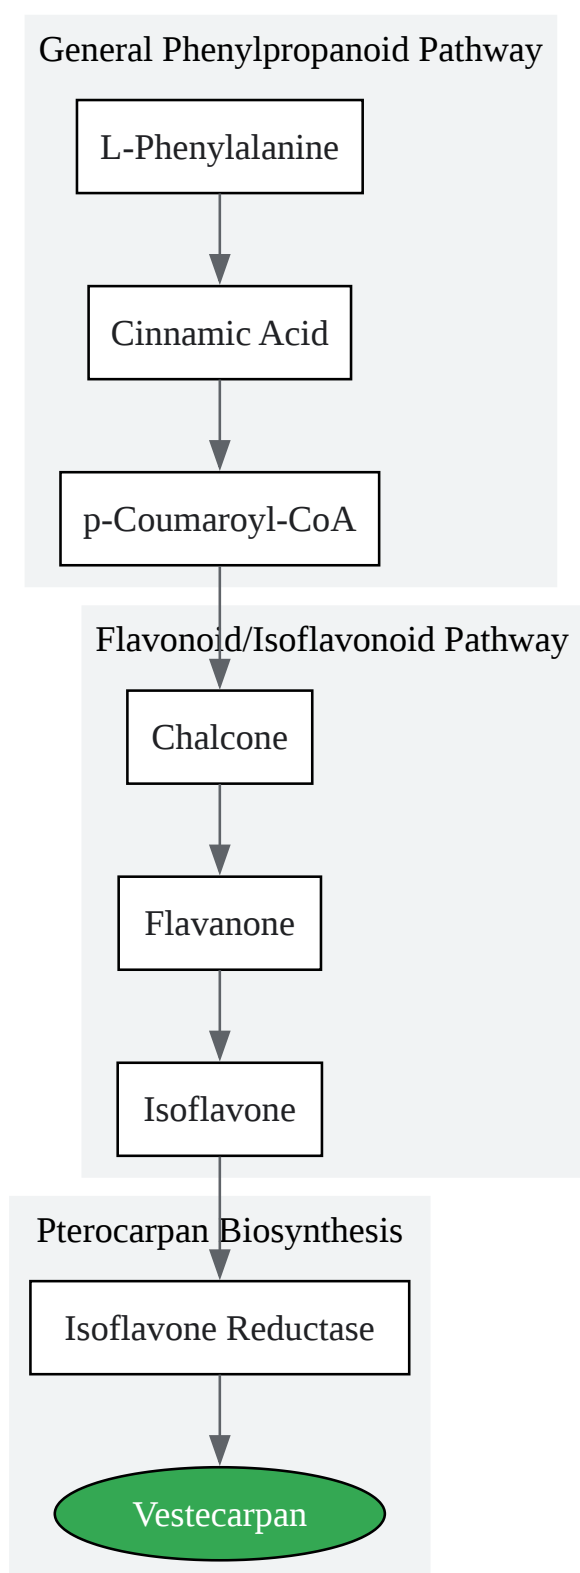 General Phenylpropanoid Pathway
L-Phenylalanine
Cinnamic Acid
p-Coumaroyl-CoA
Flavonoid/Isoflavonoid Pathway
Chalcone
Flavanone
Isoflavone
Pterocarpan Biosynthesis
Isoflavone Reductase
Vestecarpan